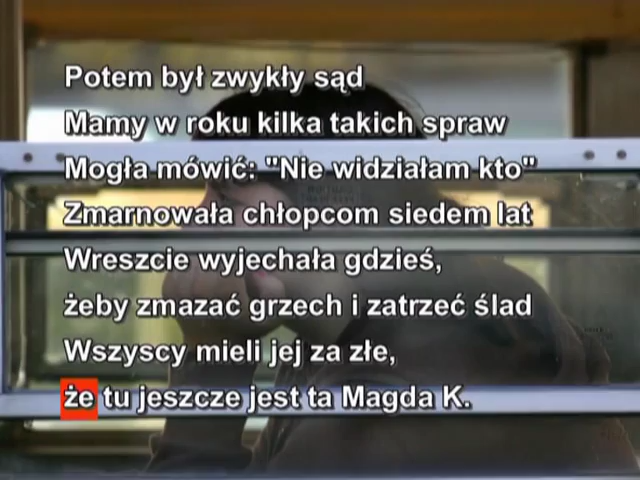 Potem był zwykły sąd
Mamy w roku kilka takich spraw
Mogła mówić: "Nie widziałam kto"
Zmarnowała chłopcom siedem lat
Wreszcie wyjechała gdzieś,
żeby zmazać grzech i zatrzeć ślad
Wszyscy mieli jej za złe,
że tu jeszcze jest ta Magda K.